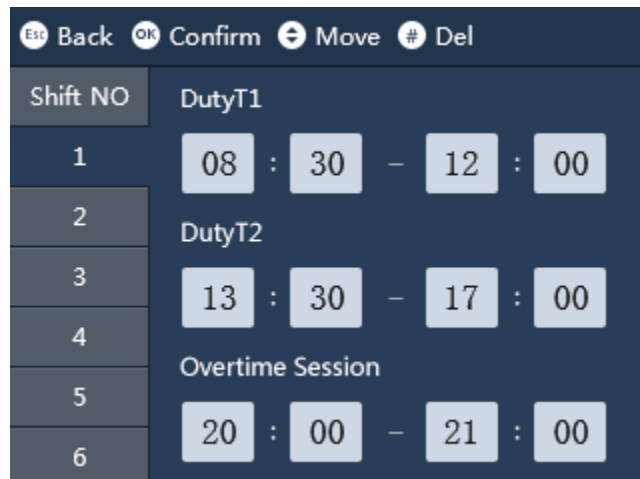 Esc Back OK Confirm Move # Del
Shift NO
1
2
3
4
5
6
DutyT1
08 : 30 – 12 : 00
DutyT2
13 : 30 – 17 : 00
Overtime Session
20 : 00 – 21 : 00